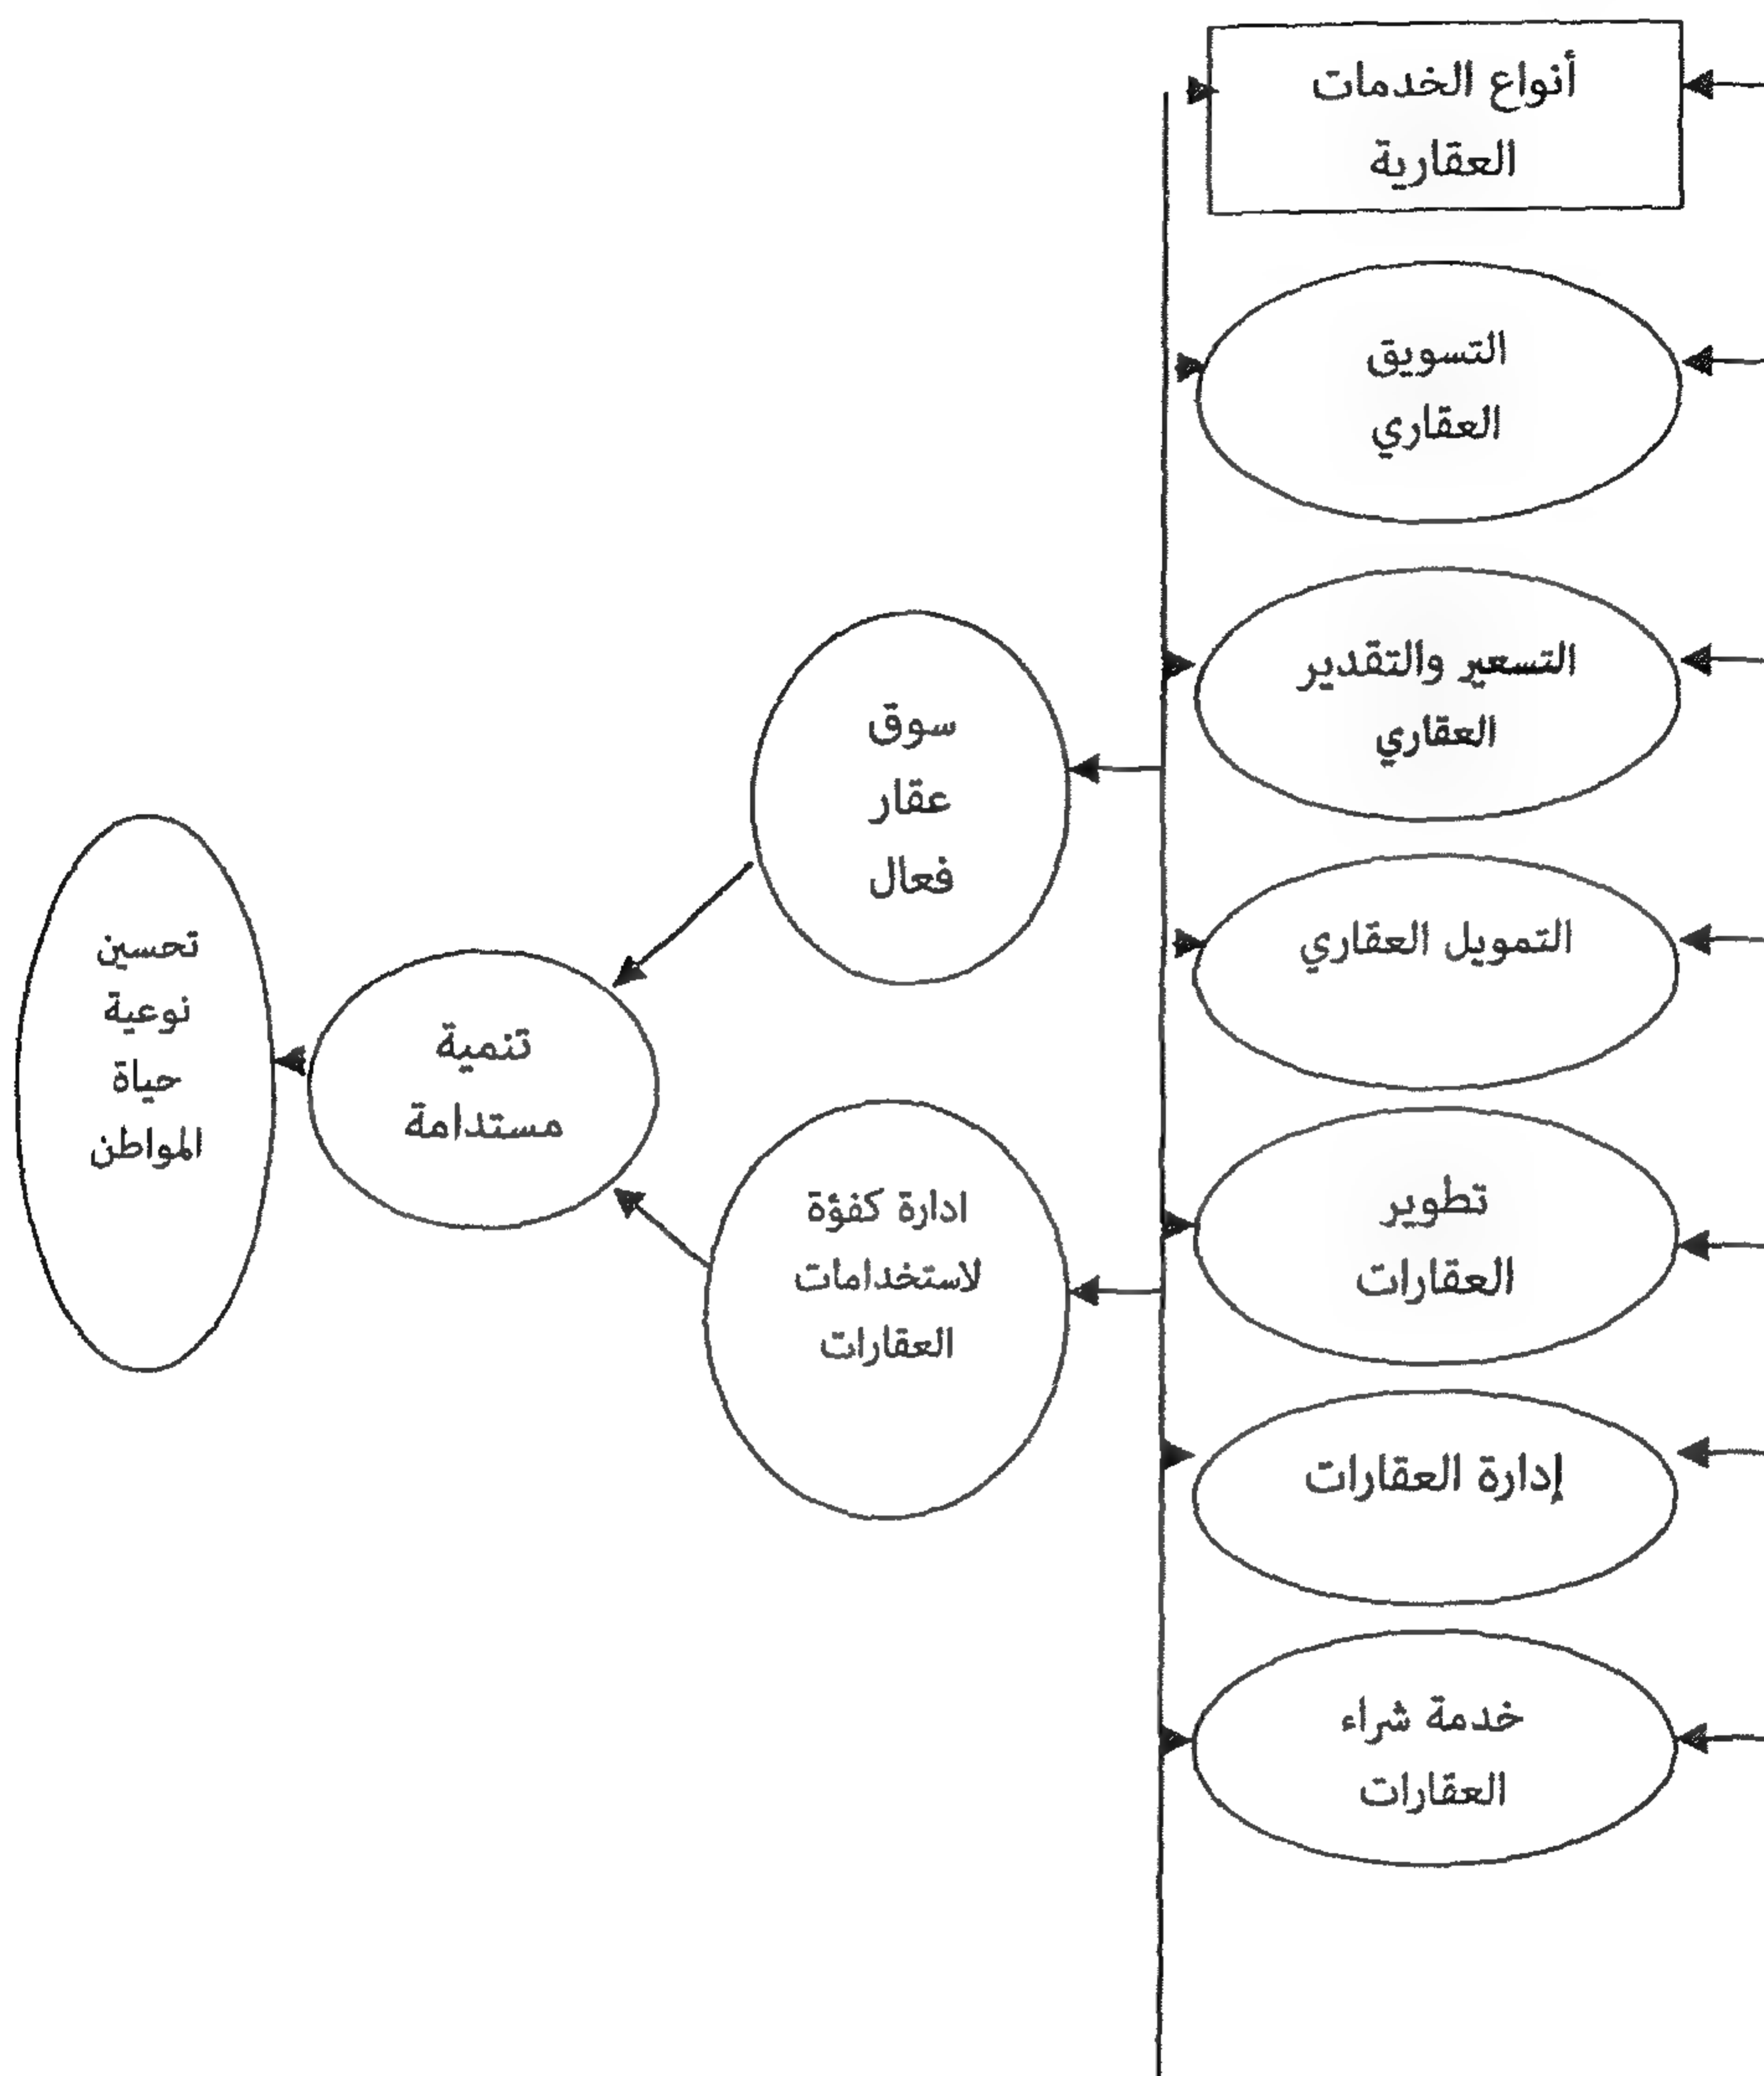 أنواع الخدمات
العقارية
التسويق
العقاري
التسعير والتقدير
العقاري
التمويل العقاري
تطوير
العقارات
إدارة العقارات
خدمة شراء
العقارات
سوق
عقار
فعال
ادارة كفؤة
لاستخدامات
العقارات
تنمية
مستدامة
تحسين
نوعية
حياة
المواطن